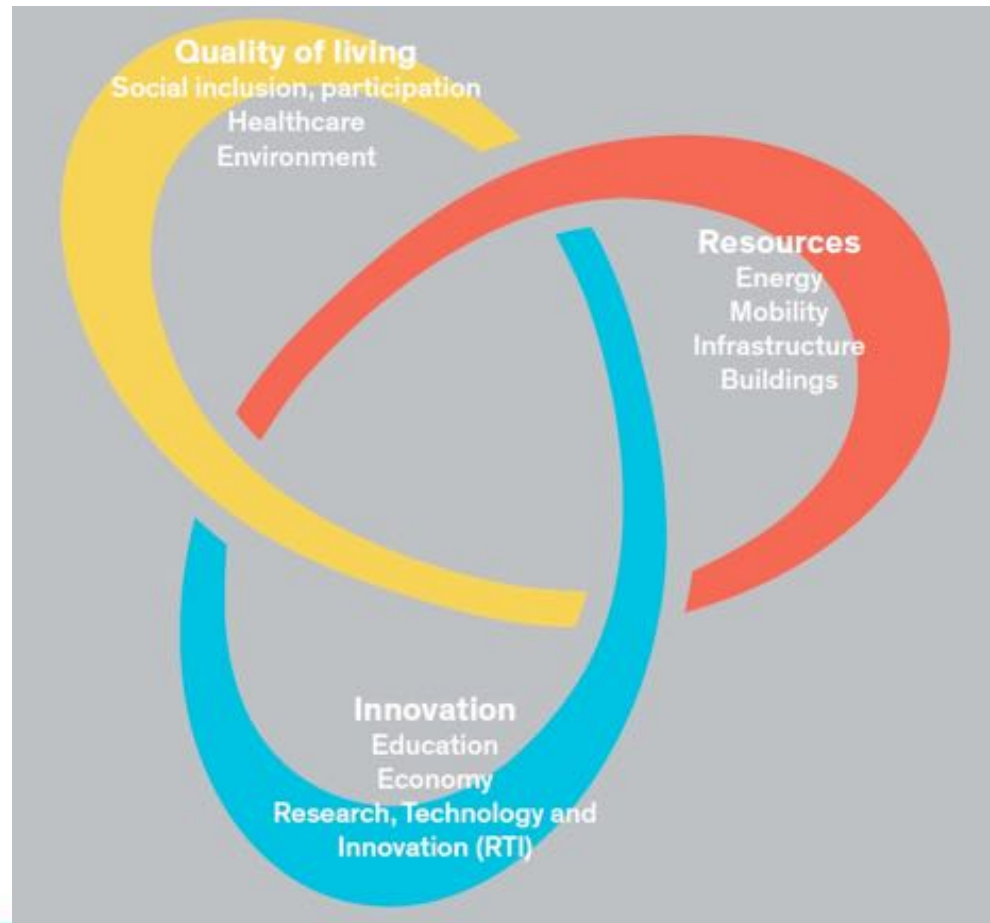 Quality of living
Social inclusion, participation
Healthcare
Environment
Resources
Energy
Mobility
Infrastructure
Buildings
Innovation
Education
Economy
Research, Technology and
Innovation (RTI)